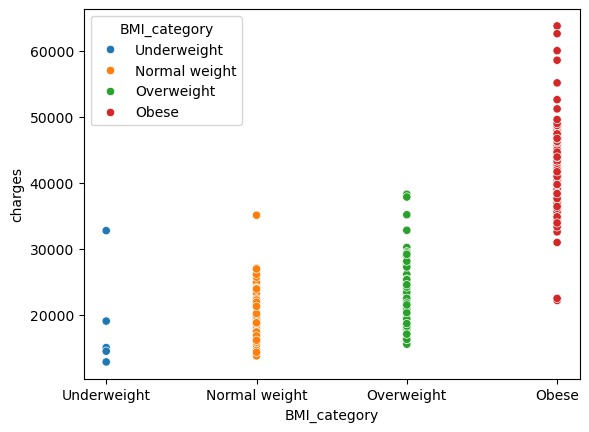 BMI_category
Underweight
Normal weight
Overweight
Obese
60000
50000
40000
30000
20000
charges
Underweight Normal weight Overweight Obese
BMI_category